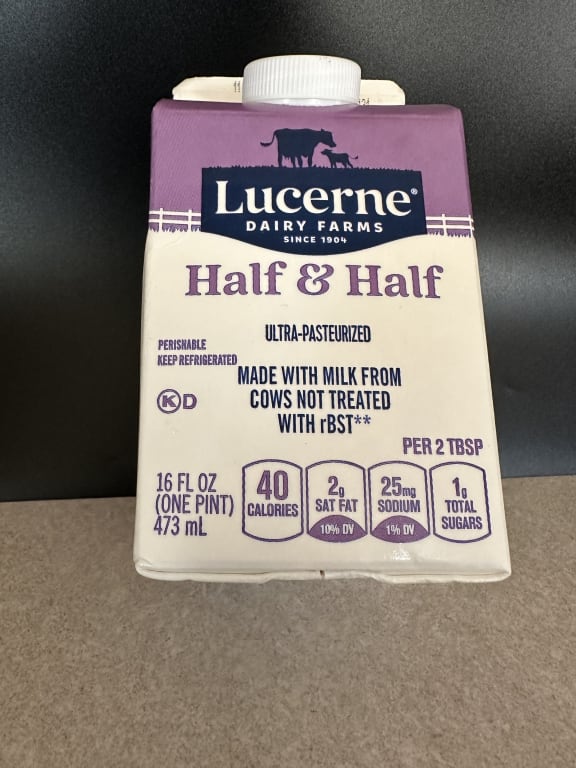 Lucerne®
DAIRY FARMS
SINCE 1904
Half & Half
ULTRA-PASTEURIZED
PERISHABLE
KEEP REFRIGERATED
K D
MADE WITH MILK FROM
COWS NOT TREATED
WITH rBST**
PER 2 TBSP
16 FL OZ
(ONE PINT)
473 mL
40
CALORIES
2g
SAT FAT
10% DV
25mg
SODIUM
1% DV
1g
TOTAL
SUGARS